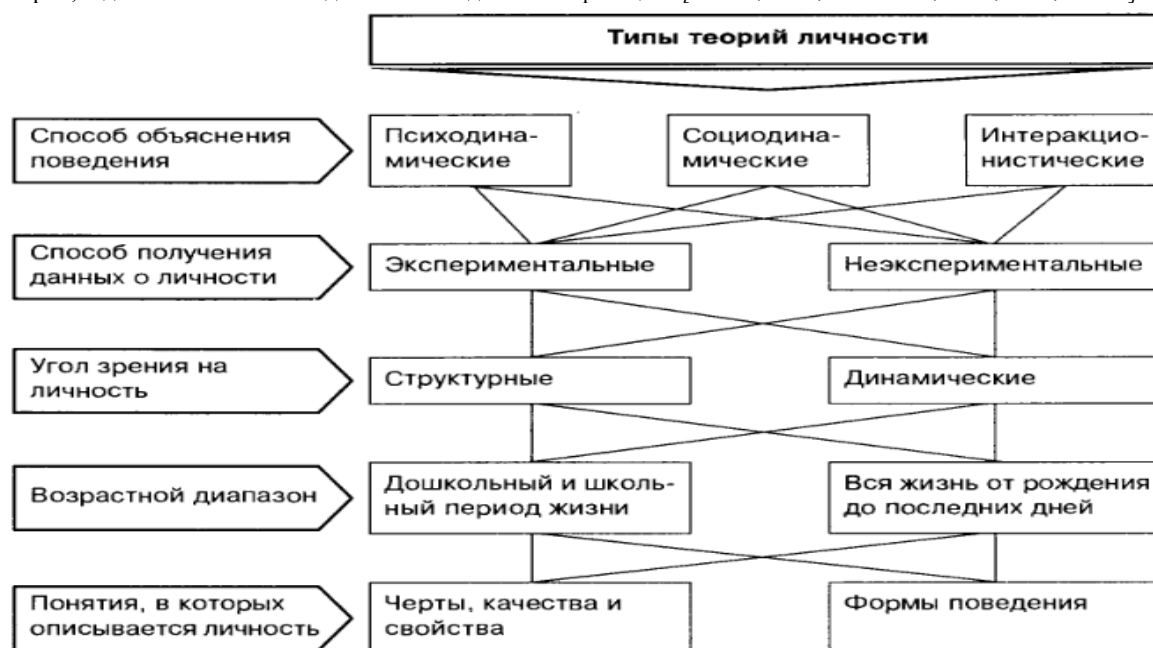 Типы теорий личности
Способ объяснения
поведения
Психодина-
мические
Социодина-
мические
Интеракцио-
нистические
Способ получения
данных о личности
Экспериментальные
Неэкспериментальные
Угол зрения на
личность
Структурные
Динамические
Возрастной диапазон
Дошкольный и школь-
ный период жизни
Вся жизнь от рождения
до последних дней
Понятия, в которых
описывается личность
Черты, качества и
свойства
Формы поведения